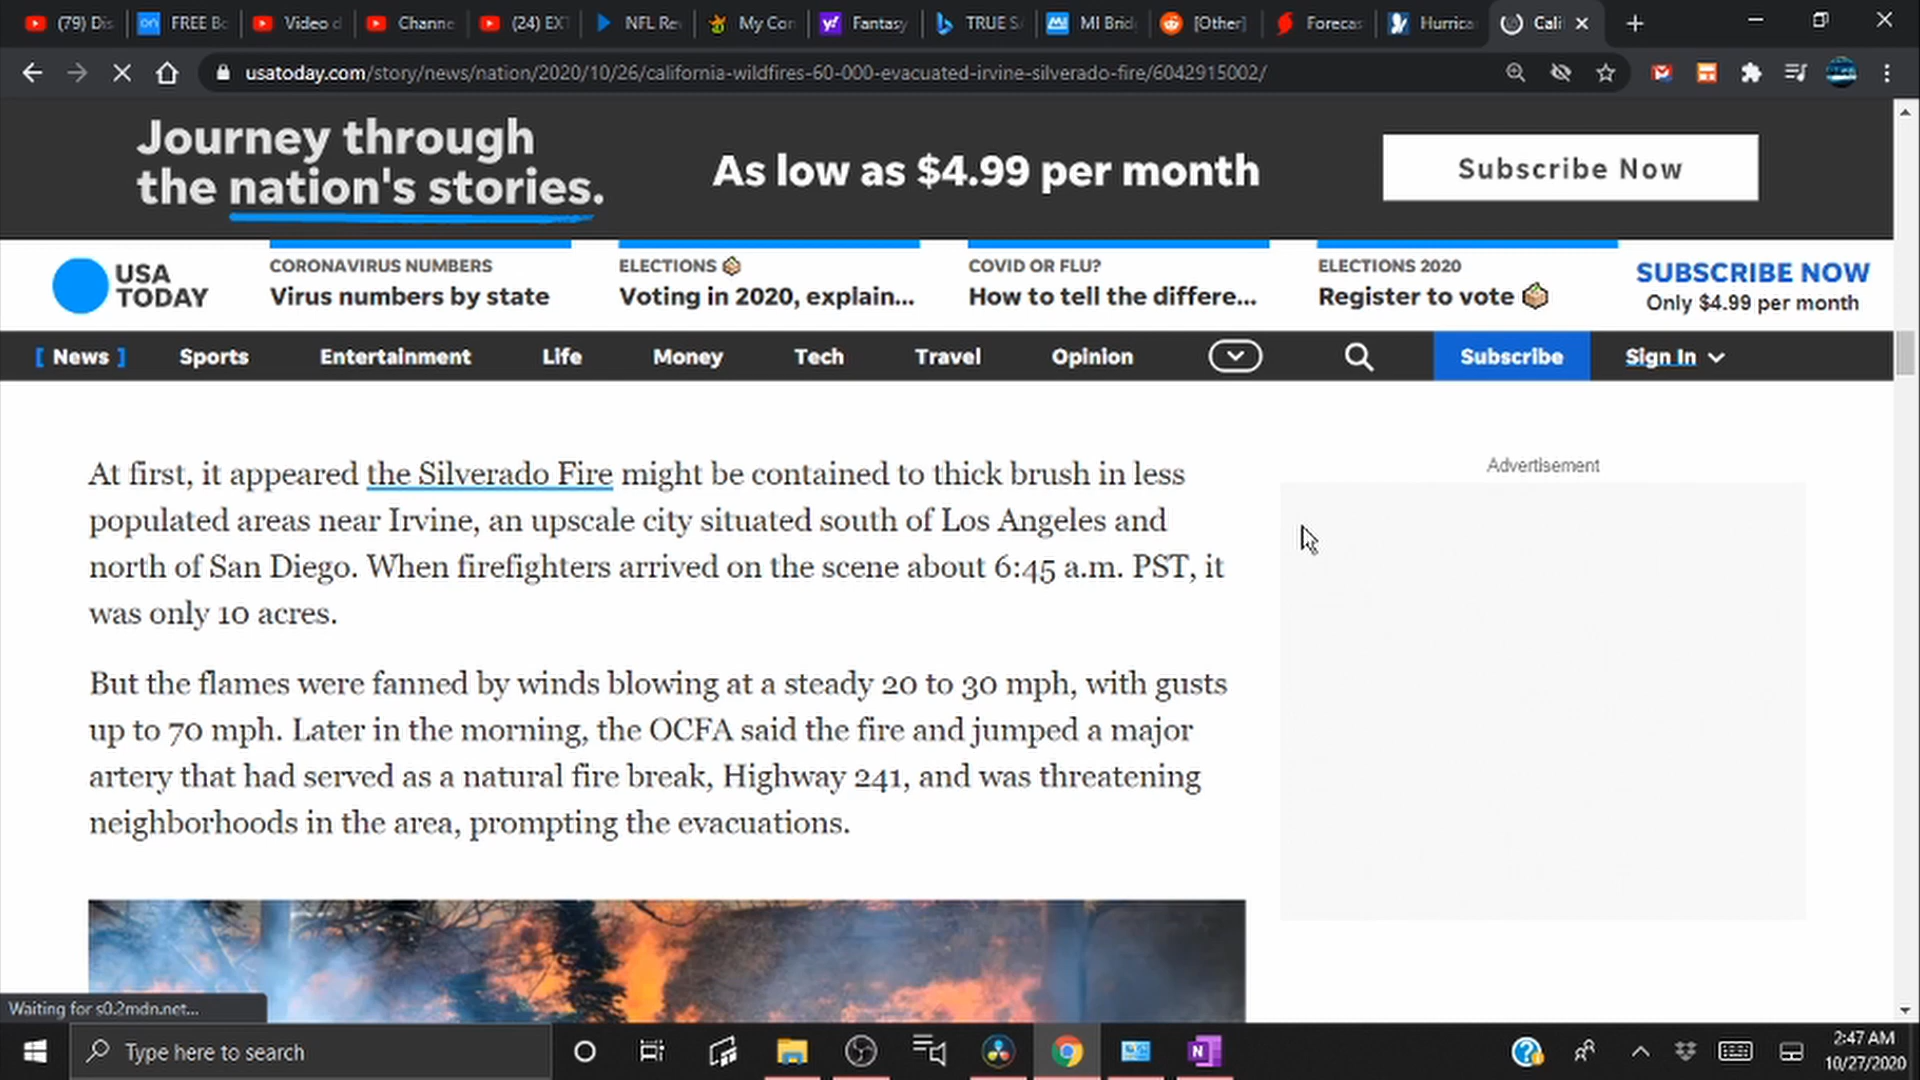 (79) Dis
FREE Bo
Video d
Channe
(24) EXT
NFL Rev
My Con
Fantasy
TRUE SA
MI Bridg
[Other]
Forecas
Hurrica
Cali
usatoday.com/story/news/nation/2020/10/26/california-wildfires-60-000-evacuated-irvine-silverado-fire/6042915002/
Journey through
the nation's stories.
As low as $4.99 per month
Subscribe Now
USA
TODAY
CORONAVIRUS NUMBERS
Virus numbers by state
ELECTIONS
Voting in 2020, explain...
COVID OR FLU?
How to tell the differe...
ELECTIONS 2020
Register to vote
SUBSCRIBE NOW
Only $4.99 per month
[ News ] Sports Entertainment Life Money Tech Travel Opinion Subscribe Sign In
At first, it appeared the Silverado Fire might be contained to thick brush in less
populated areas near Irvine, an upscale city situated south of Los Angeles and
north of San Diego. When firefighters arrived on the scene about 6:45 a.m. PST, it
was only 10 acres.
But the flames were fanned by winds blowing at a steady 20 to 30 mph, with gusts
up to 70 mph. Later in the morning, the OCFA said the fire and jumped a major
artery that had served as a natural fire break, Highway 241, and was threatening
neighborhoods in the area, prompting the evacuations.
Advertisement
Waiting for s0.2mdn.net...
Type here to search
2:47 AM
10/27/2020